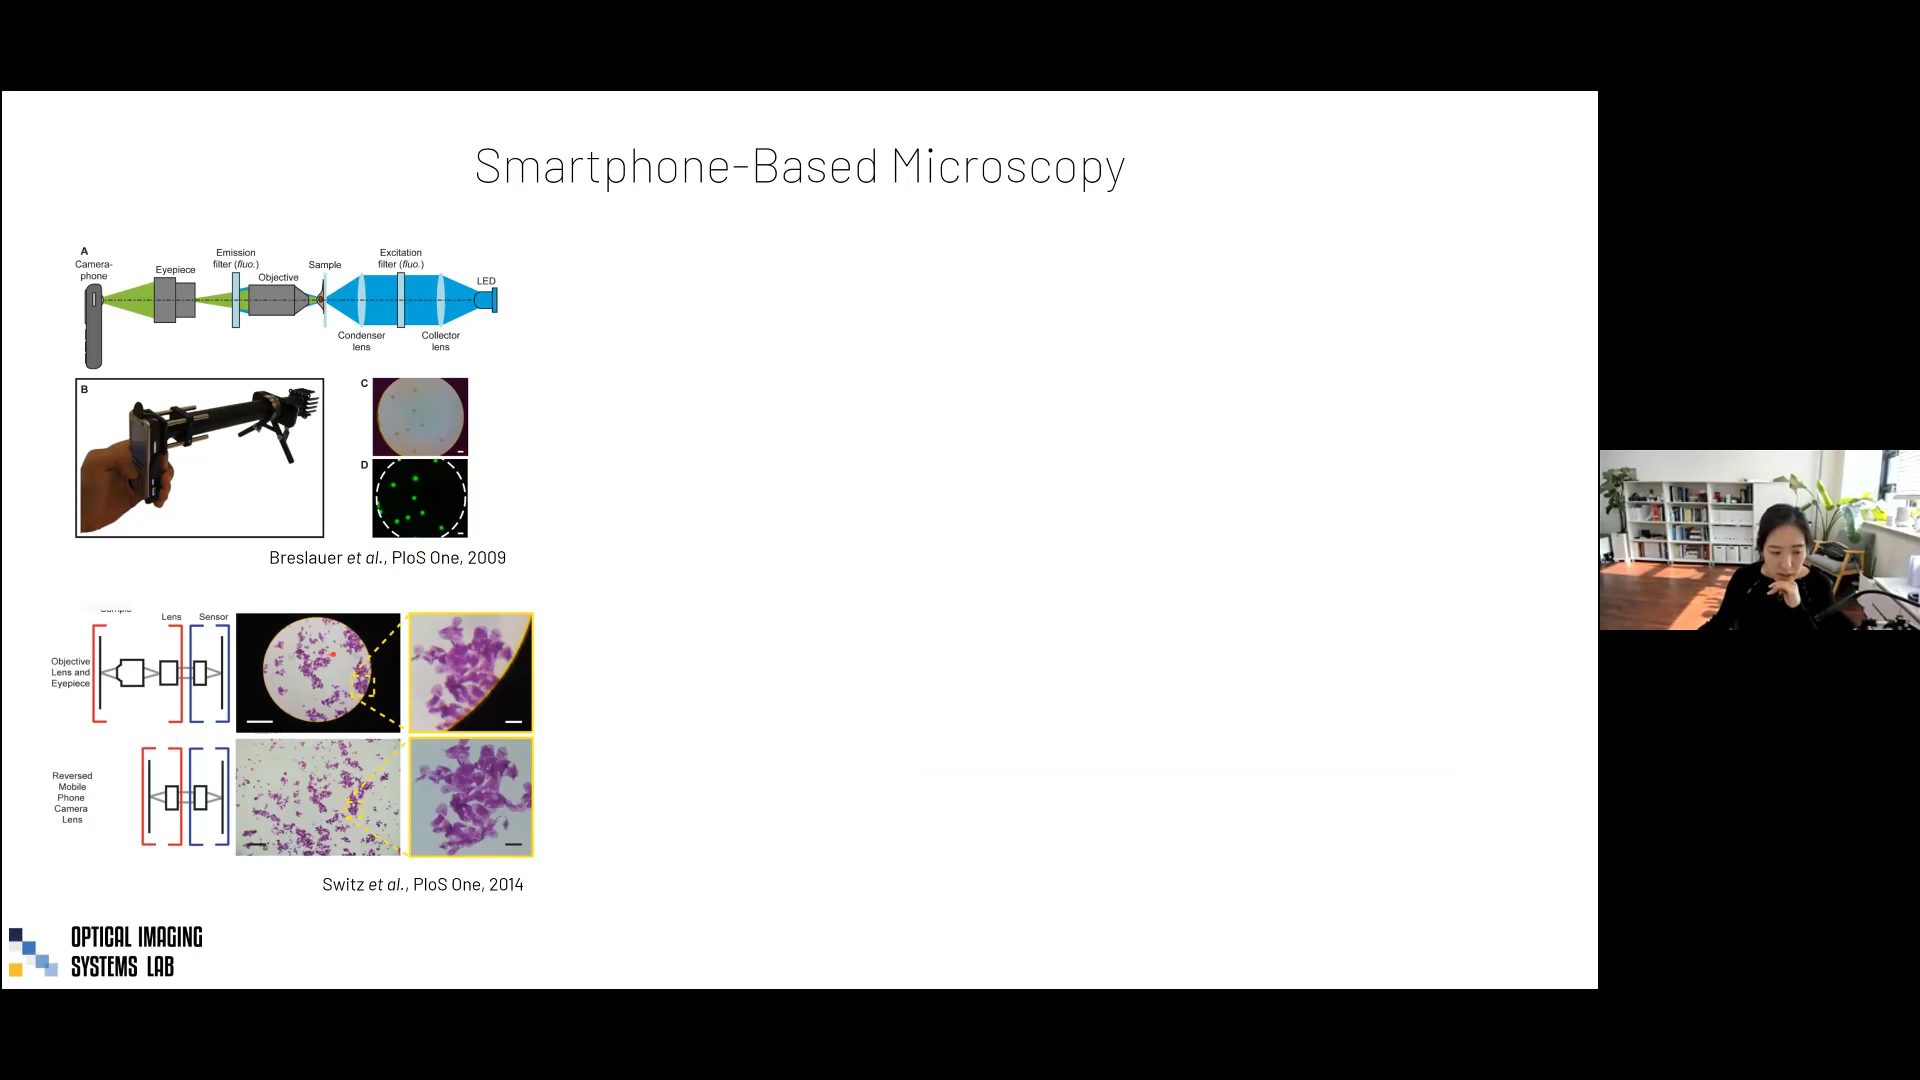 Smartphone-Based Microscopy
A
Camera-
phone
Eyepiece
Emission
filter (fluo.)
Objective
Sample
Excitation
filter (fluo.)
LED
Condenser
lens
Collector
lens
B
C
D
Breslauer et al., PloS One, 2009
Sample
Lens
Sensor
Objective
Lens and
Eyepiece
Reversed
Mobile
Phone
Camera
Lens
Switz et al., PloS One, 2014
OPTICAL IMAGING
SYSTEMS LAB